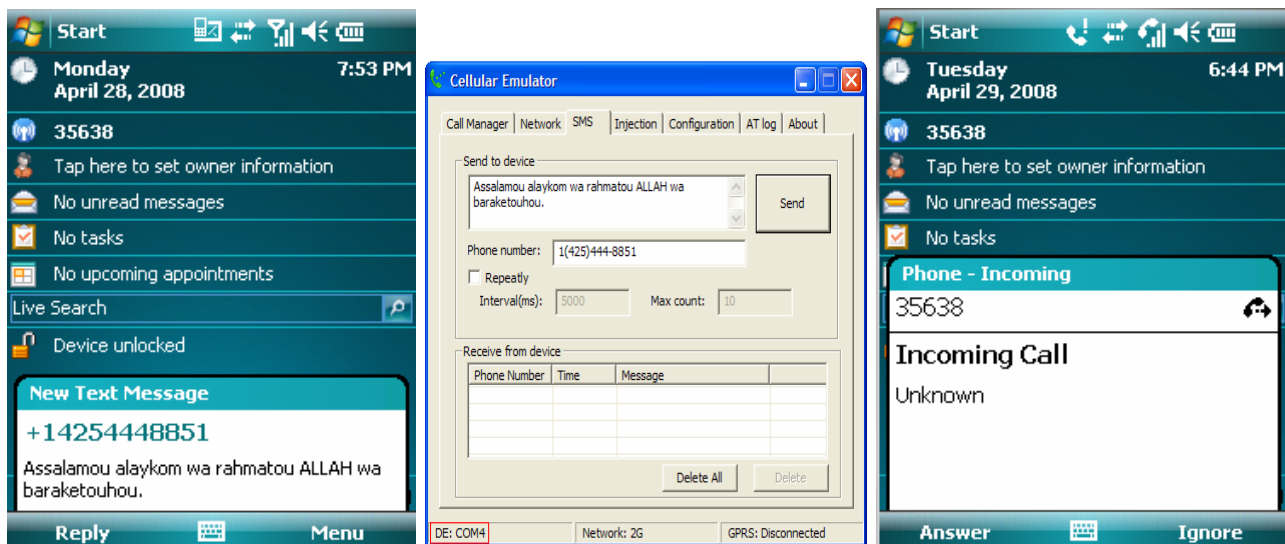 Start
Monday 7:53 PM
April 28, 2008
35638
Tap here to set owner information
No unread messages
No tasks
No upcoming appointments
Live Search
Device unlocked
New Text Message
+14254448851
Assalamou alaykom wa rahmatou ALLAH wa
baraketouhou.
Reply Menu
Cellular Emulator
Call Manager Network SMS Injection Configuration AT log About
Send to device
Assalamou alaykom wa rahmatou ALLAH wa
baraketouhou.
Send
Phone number: 1(425)444-8851
Repeatly
Interval(ms): 5000 Max count: 10
Receive from device
Phone Number Time Message
Delete All Delete
DE: COM4 Network: 2G GPRS: Disconnected
Start
Tuesday 6:44 PM
April 29, 2008
35638
Tap here to set owner information
No unread messages
No tasks
Phone - Incoming
35638
Incoming Call
Unknown
Answer Ignore